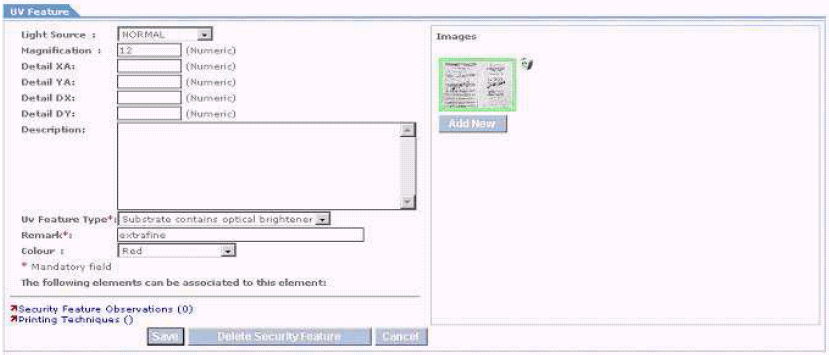 UV Feature
Light Source : NORMAL
Magnification : 12 (Numeric)
Detail XA: (Numeric)
Detail YA: (Numeric)
Detail DX: (Numeric)
Detail DY: (Numeric)
Description:
Uv Feature Type*: Substrate contains optical brightener
Remark*: extrafine
Colour : Red
* Mandatory field
The following elements can be associated to this element:
Security Feature Observations (0)
Printing Techniques ()
Save Delete Security Feature Cancel
Images
Add New